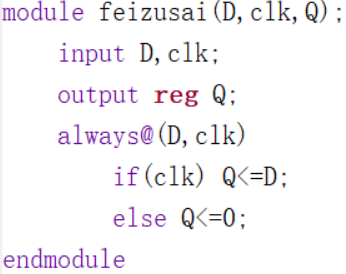 module feizusai(D,clk,Q);
input D,clk;
output reg Q;
always@(D,clk)
if(clk) Q<=D;
else Q<=0;
endmodule